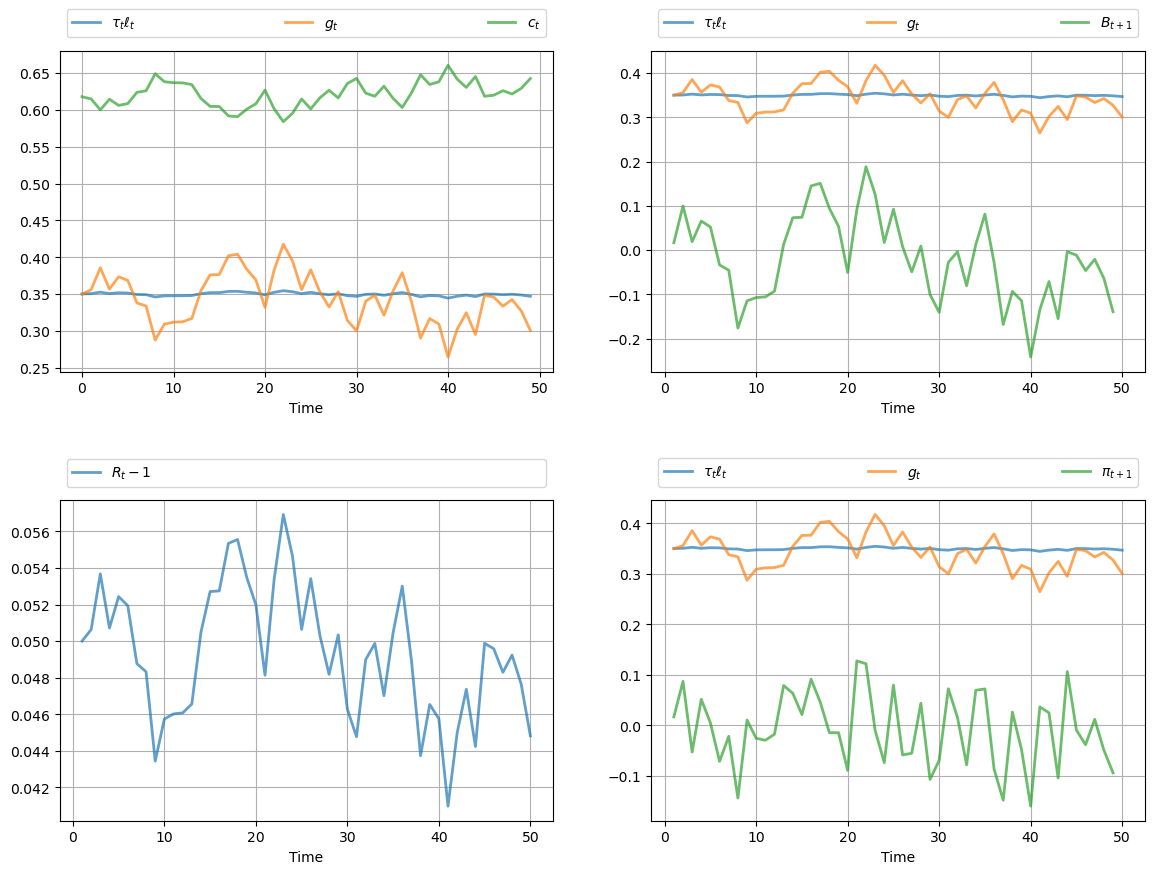 τₜℓₜ gₜ cₜ
0.65
0.60
0.55
0.50
0.45
0.40
0.35
0.30
0.25
0 10 20 30 40 50
Time
τₜℓₜ gₜ Bₜ₊₁
0.4
0.3
0.2
0.1
0.0
−0.1
−0.2
0 10 20 30 40 50
Time
Rₜ − 1
0.056
0.054
0.052
0.050
0.048
0.046
0.044
0.042
0 10 20 30 40 50
Time
τₜℓₜ gₜ πₜ₊₁
0.4
0.3
0.2
0.1
0.0
−0.1
0 10 20 30 40 50
Time